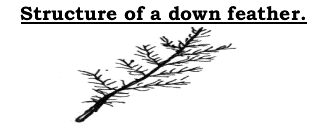 Structure of a down feather.